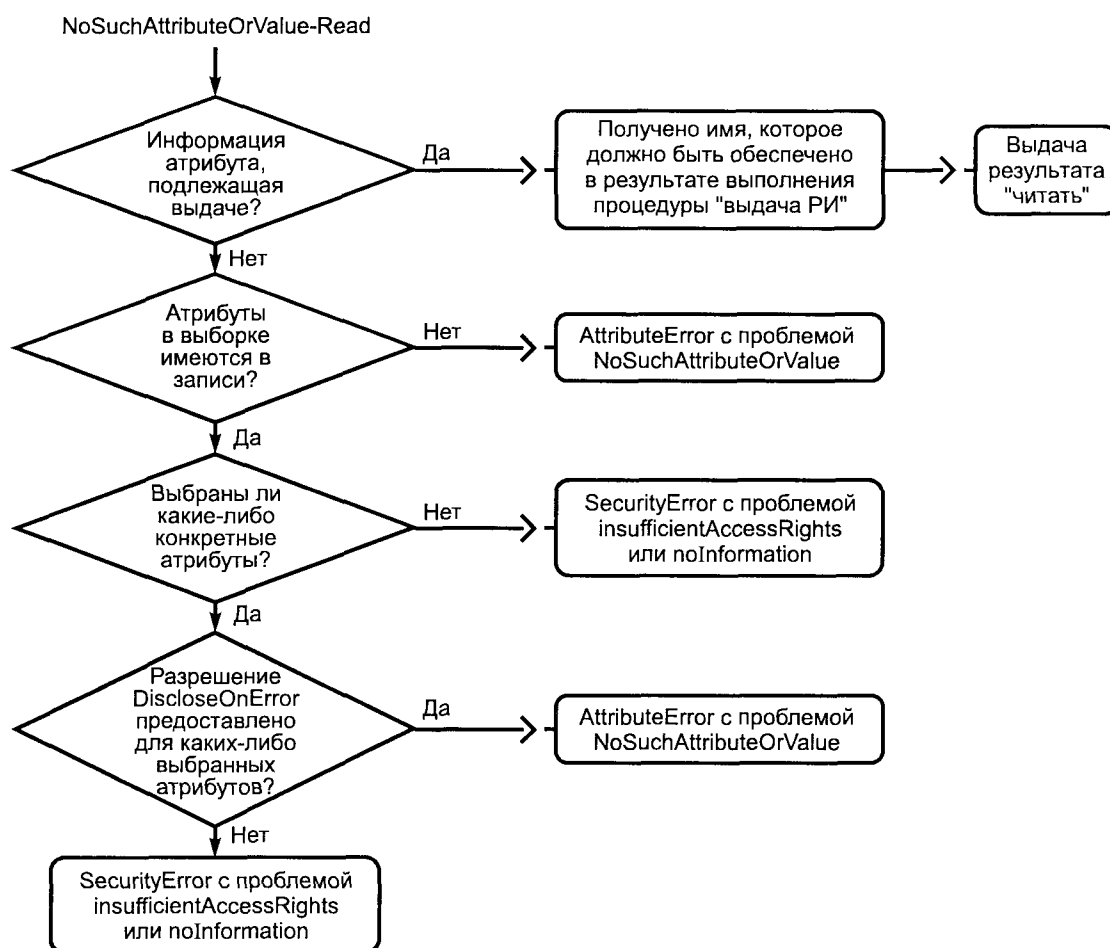 NoSuchAttributeOrValue-Read
Информация
атрибута,
подлежащая
выдаче?
Да
Получено имя, которое
должно быть обеспечено
в результате выполнения
процедуры "выдача РИ"
Выдача
результата
"читать"
Нет
Атрибуты
в выборке
имеются в
записи?
Нет
AttributeError с проблемой
NoSuchAttributeOrValue
Да
Выбраны ли
какие-либо
конкретные
атрибуты?
Нет
SecurityError с проблемой
insufficientAccessRights
или noInformation
Да
Разрешение
DiscloseOnError
предоставлено
для каких-либо
выбранных
атрибутов?
Да
AttributeError с проблемой
NoSuchAttributeOrValue
Нет
SecurityError с проблемой
insufficientAccessRights
или noInformation